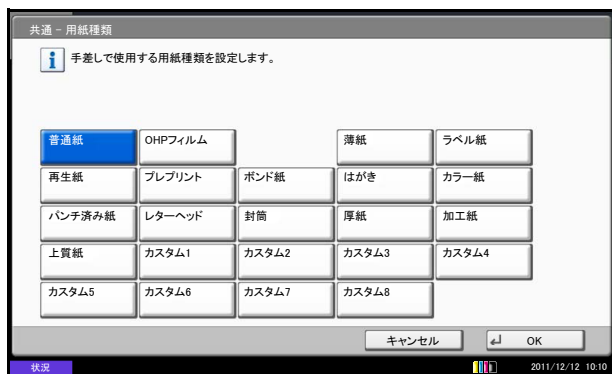 共通 - 用紙種類
手差しで使用する用紙種類を設定します。
普通紙 OHPフィルム 薄紙 ラベル紙
再生紙 プレプリント ボンド紙 はがき カラー紙
パンチ済み紙 レターヘッド 封筒 厚紙 加工紙
上質紙 カスタム1 カスタム2 カスタム3 カスタム4
カスタム5 カスタム6 カスタム7 カスタム8
キャンセル OK
状況 2011/12/12 10:10